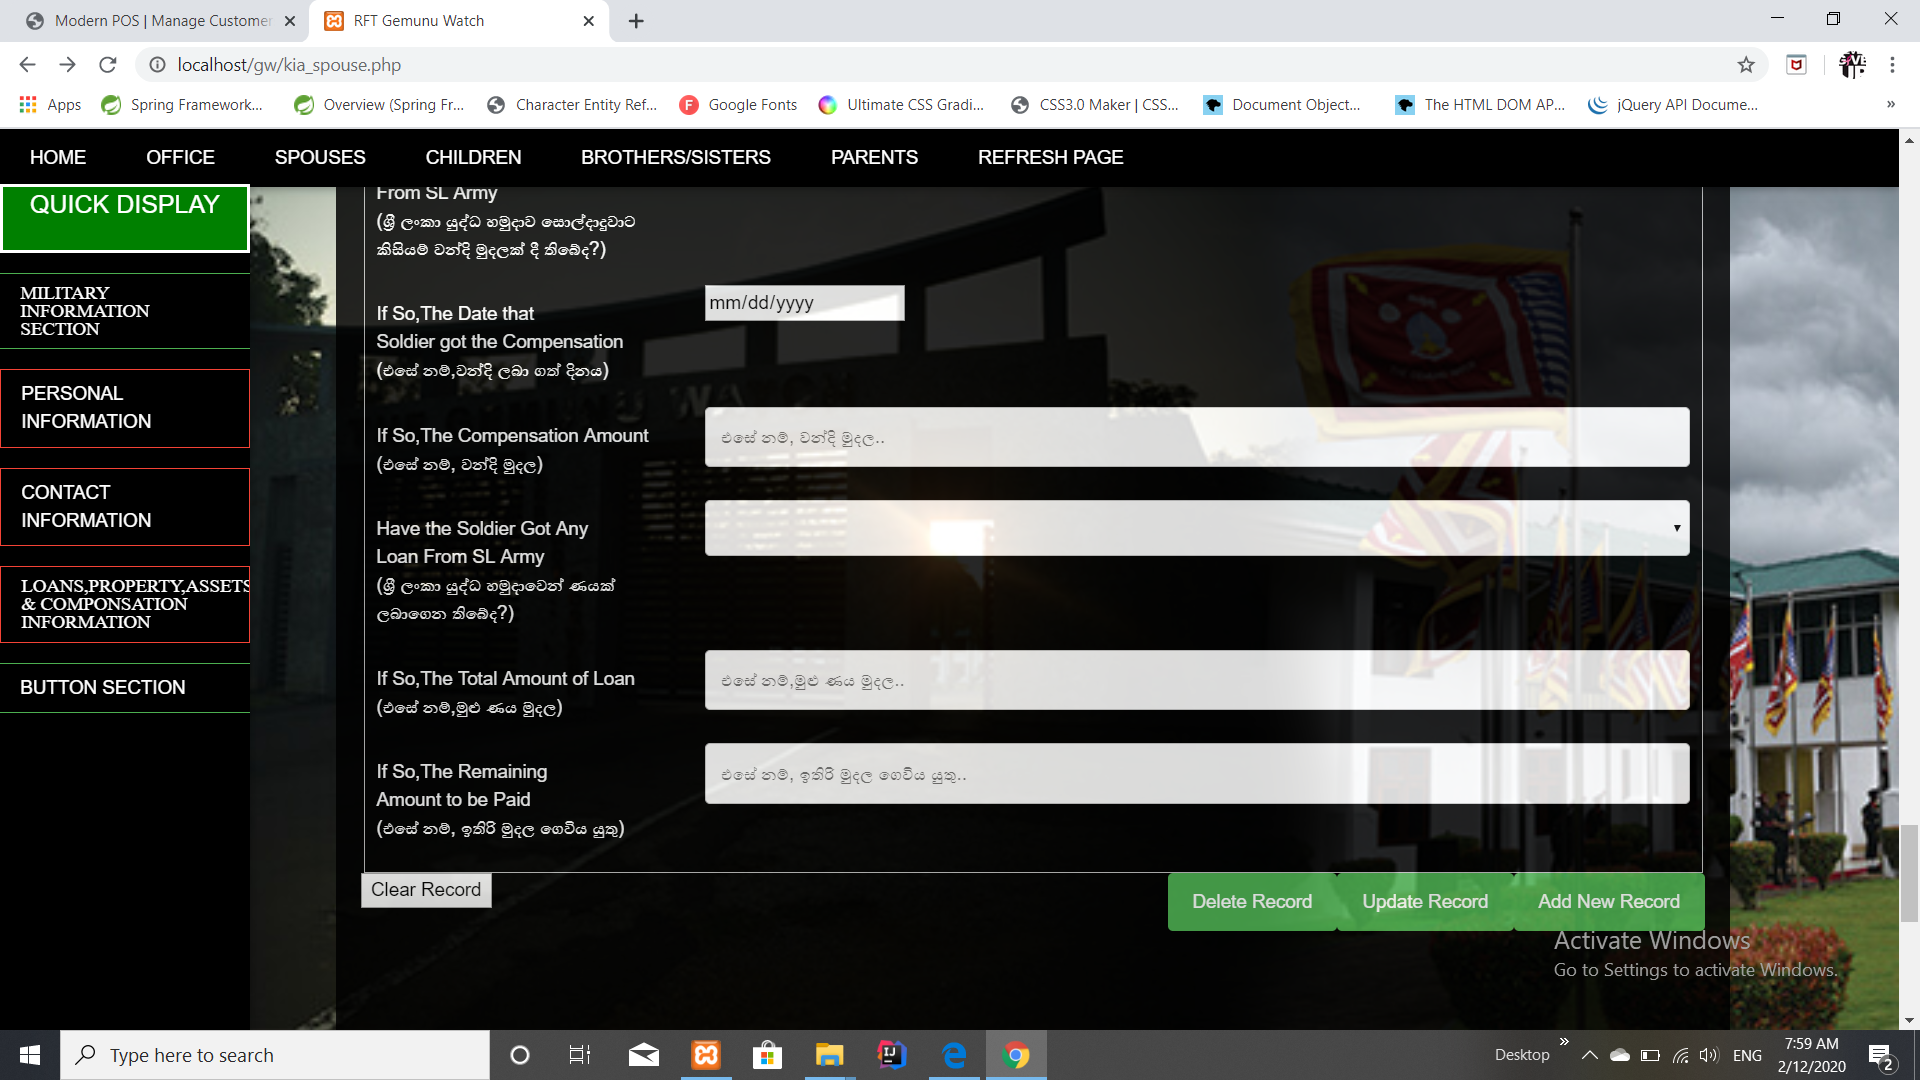 Modern POS | Manage Customer
RFT Gemunu Watch
localhost/gw/kia_spouse.php
Apps
Spring Framework...
Overview (Spring Fr...
Character Entity Ref...
Google Fonts
Ultimate CSS Gradi...
CSS3.0 Maker | CSS...
Document Object...
The HTML DOM AP...
jQuery API Docume...
HOME
OFFICE
SPOUSES
CHILDREN
BROTHERS/SISTERS
PARENTS
REFRESH PAGE
QUICK DISPLAY
MILITARY
INFORMATION
SECTION
PERSONAL
INFORMATION
CONTACT
INFORMATION
LOANS,PROPERTY,ASSETS
& COMPONSATION
INFORMATION
BUTTON SECTION
From SL Army
(ශ්‍රී ලංකා යුද්ධ හමුදාව සොල්දාදුවාට
කිසියම් වන්දි මුදලක් දී තිබේද?)
If So,The Date that
Soldier got the Compensation
(එසේ නම්,වන්දි ලබා ගත් දිනය)
mm/dd/yyyy
If So,The Compensation Amount
(එසේ නම්, වන්දි මුදල)
එසේ නම්, වන්දි මුදල..
Have the Soldier Got Any
Loan From SL Army
(ශ්‍රී ලංකා යුද්ධ හමුදාවෙන් ණයක්
ලබාගෙන තිබේද?)
If So,The Total Amount of Loan
(එසේ නම්,මුළු ණය මුදල)
එසේ නම්,මුළු ණය මුදල..
If So,The Remaining
Amount to be Paid
(එසේ නම්, ඉතිරි මුදල ගෙවිය යුතු)
එසේ නම්, ඉතිරි මුදල ගෙවිය යුතු..
Clear Record
Delete Record
Update Record
Add New Record
Activate Windows
Go to Settings to activate Windows.
Type here to search
Desktop
ENG
7:59 AM
2/12/2020
2